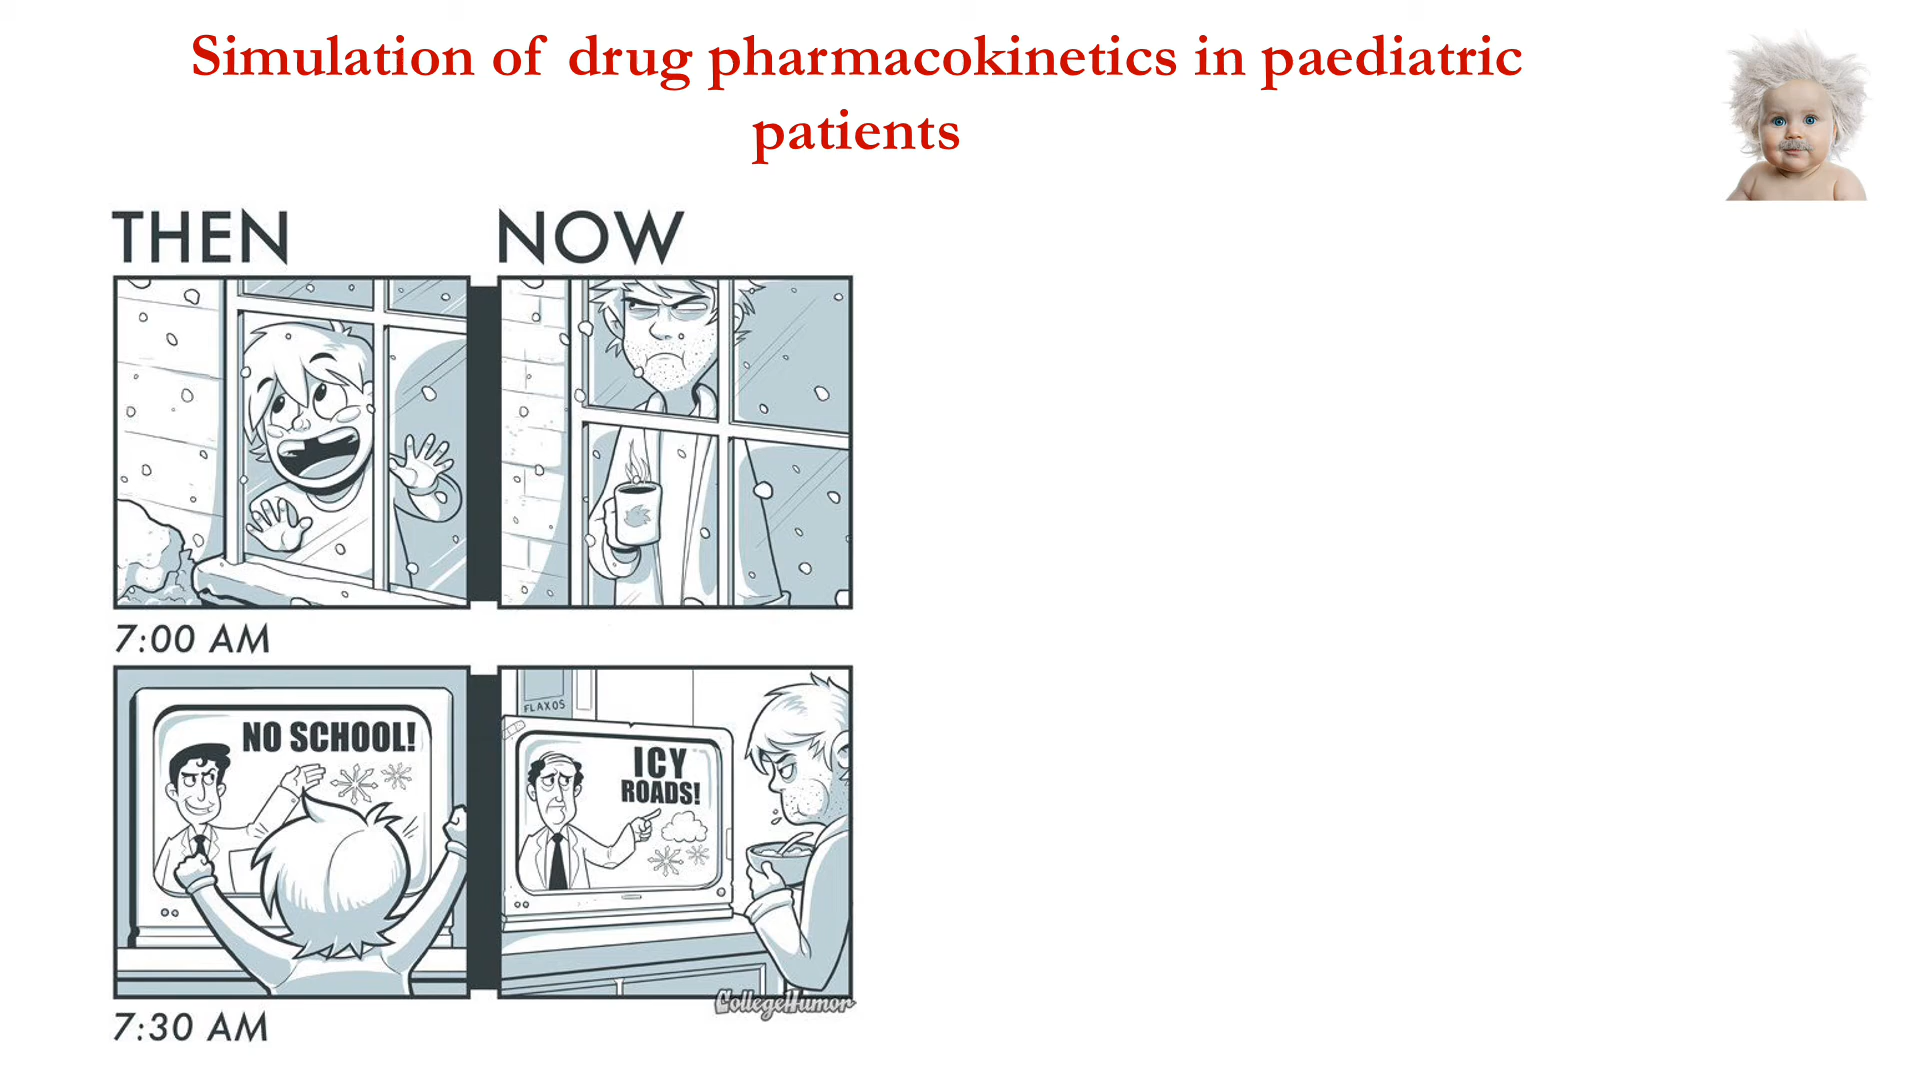 Simulation of drug pharmacokinetics in paediatric
patients
THEN NOW
7:00 AM
NO SCHOOL!
FLAXOS
ICY
ROADS!
CollegeHumor
7:30 AM